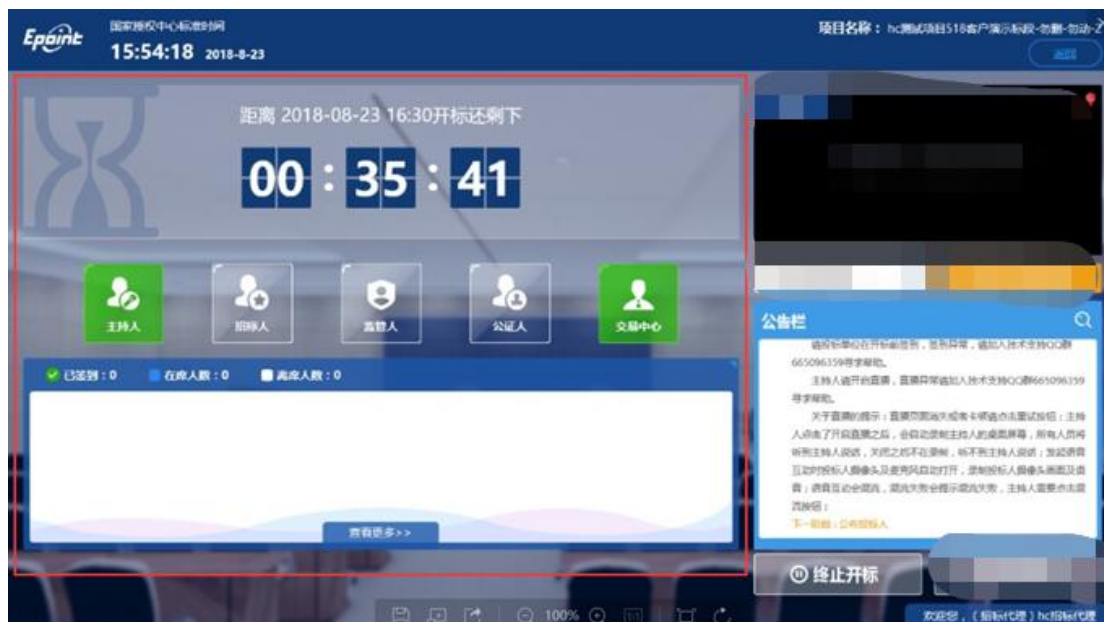 Epoint
国家授权中心标准时间
15:54:18 2018-8-23
项目名称：hc测试项目518客户演示标段-勿删-勿动-Z
返回
距离 2018-08-23 16:30开标还剩下
00 : 35 : 41
主持人
招标人
监管人
公证人
交易中心
已签到：0
在席人数：0
离席人数：0
查看更多>>
公告栏
请投标单位在开标前签到，签到异常，请加入技术支持QQ群
665096359寻求帮助。
主持人请开启直播，直播异常请加入技术支持QQ群665096359
寻求帮助。
关于直播的提示：直播页面消失或者卡顿请点击重试按钮；主持
人点击了开启直播之后，会自动录制主持人的桌面屏幕，所有人员将
听到主持人说话，关闭之后不在录制，听不到主持人说话；发起语音
互动时投标人摄像头及麦克风自动打开，录制投标人摄像头画面及语
音；语音互动会混流，混流失败会提示混流失败，主持人需要点击混
流按钮；
下一阶段：公布投标人
终止开标
100%
1:1
欢迎您，（招标代理）hc招标代理